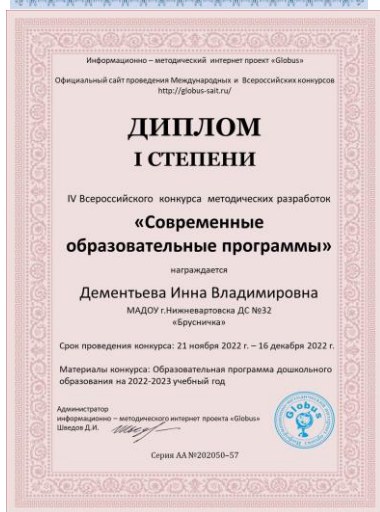 Информационно – методический интернет проект «Globus»
Официальный сайт проведения Международных и Всероссийских конкурсов
http://globus-sait.ru/
ДИПЛОМ
I СТЕПЕНИ
IV Всероссийского конкурса методических разработок
«Современные
образовательные программы»
награждается
Дементьева Инна Владимировна
МАДОУ г.Нижневартовска ДС №32
«Брусничка»
Срок проведения конкурса: 21 ноября 2022 г. – 16 декабря 2022 г.
Материалы конкурса: Образовательная программа дошкольного
образования на 2022-2023 учебный год
Администратор
информационно – методического интернет проекта «Globus»
Шведов Д.И.
Globus
Серия АА №202050–57